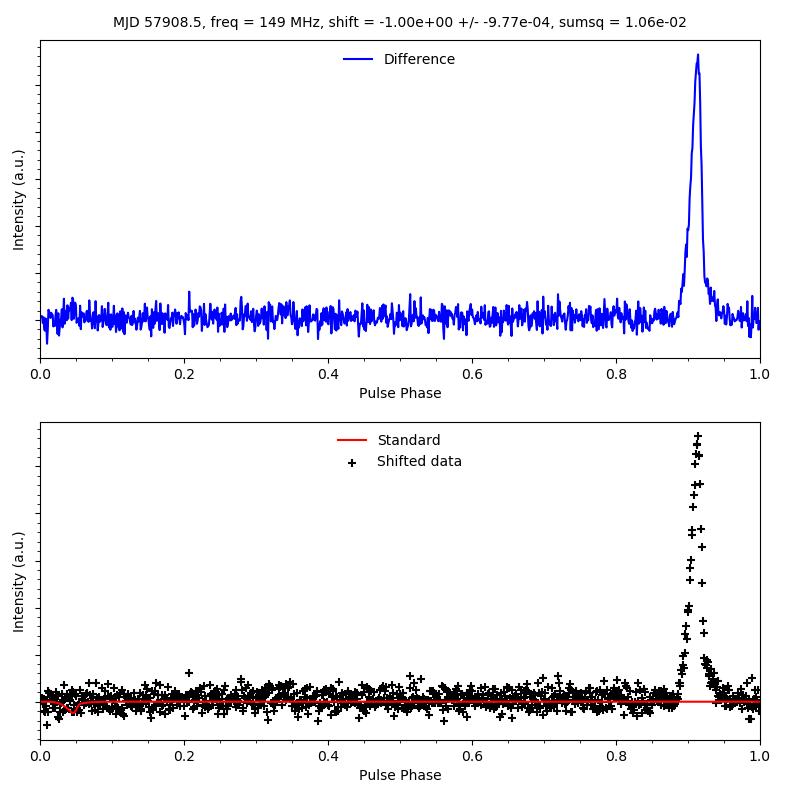 MJD 57908.5, freq = 149 MHz, shift = -1.00e+00 +/- -9.77e-04, sumsq = 1.06e-02
Difference
Intensity (a.u.)
0.0 0.2 0.4 0.6 0.8 1.0
Pulse Phase
Standard
Shifted data
Intensity (a.u.)
0.0 0.2 0.4 0.6 0.8 1.0
Pulse Phase